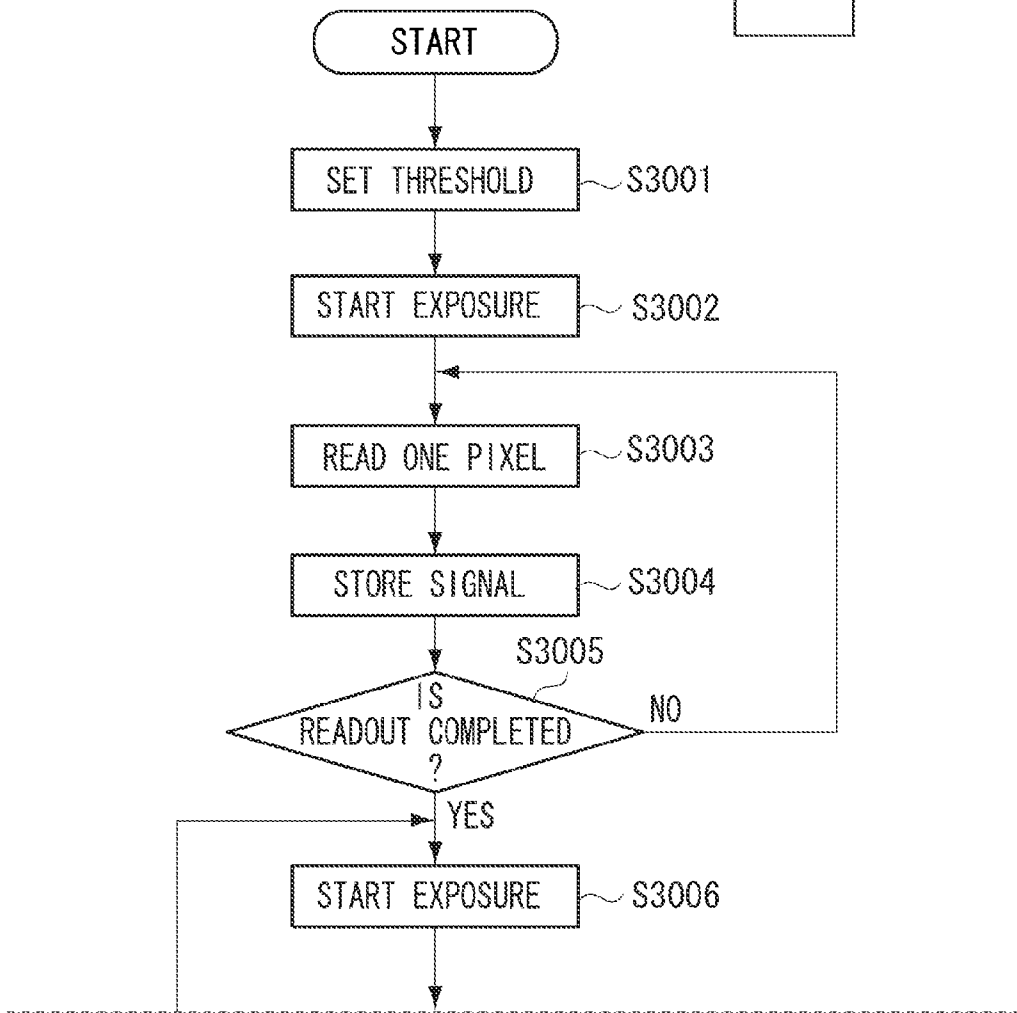 START
SET THRESHOLD
S3001
START EXPOSURE
S3002
READ ONE PIXEL
S3003
STORE SIGNAL
S3004
S3005
IS
READOUT COMPLETED
?
NO
YES
START EXPOSURE
S3006